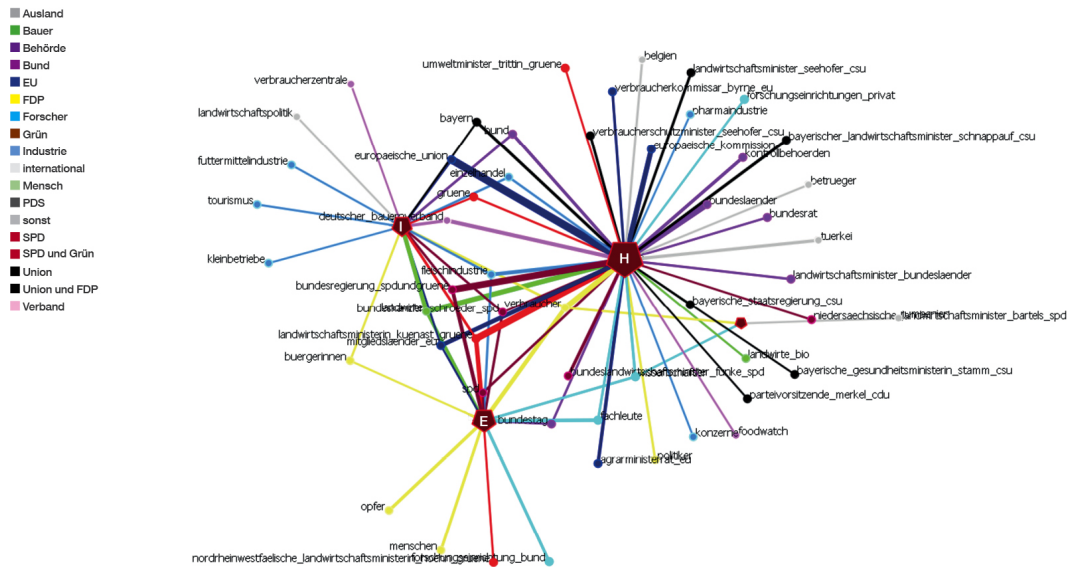 Ausland
Bauer
Behörde
Bund
EU
FDP
Forscher
Grün
Industrie
international
Mensch
PDS
sonst
SPD
SPD und Grün
Union
Union und FDP
Verband
belgien
umweltminister_trittin_gruene
landwirtschaftsminister_seehofer_csu
verbraucherzentrale
verbraucherkommissar_byrne_eu
forschungseinrichtungen_privat
landwirtschaftspolitik
pharmaindustrie
bayern
bund
verbraucherschutzminister_seehofer_csu
bayerischer_landwirtschaftsminister_schnappauf_csu
europaeische_union
europaeische_kommission
kontrollbehoerden
futtermittelindustrie
einzelhandel
betrueger
gruene
tourismus
bundeslaender
bundesrat
deutscher_bauernverband
I
tuerkei
kleinbetriebe
H
fleischindustrie
landwirtschaftsminister_bundeslaender
bundesregierung_spdundgruene
verbraucher
bayerische_staatsregierung_csu
niedersaechsische_landwirtschaftsminister_bartels_spd
landwirtschaftsministerin_kuenast_gruene
mitgliedslaender_eu
buergerinnen
landwirte_bio
bayerische_gesundheitsministerin_stamm_csu
spd
parteivorsitzende_merkel_cdu
E
bundestag
fachleute
konzerne
foodwatch
politiker
agrarministerrat_eu
opfer
menschen